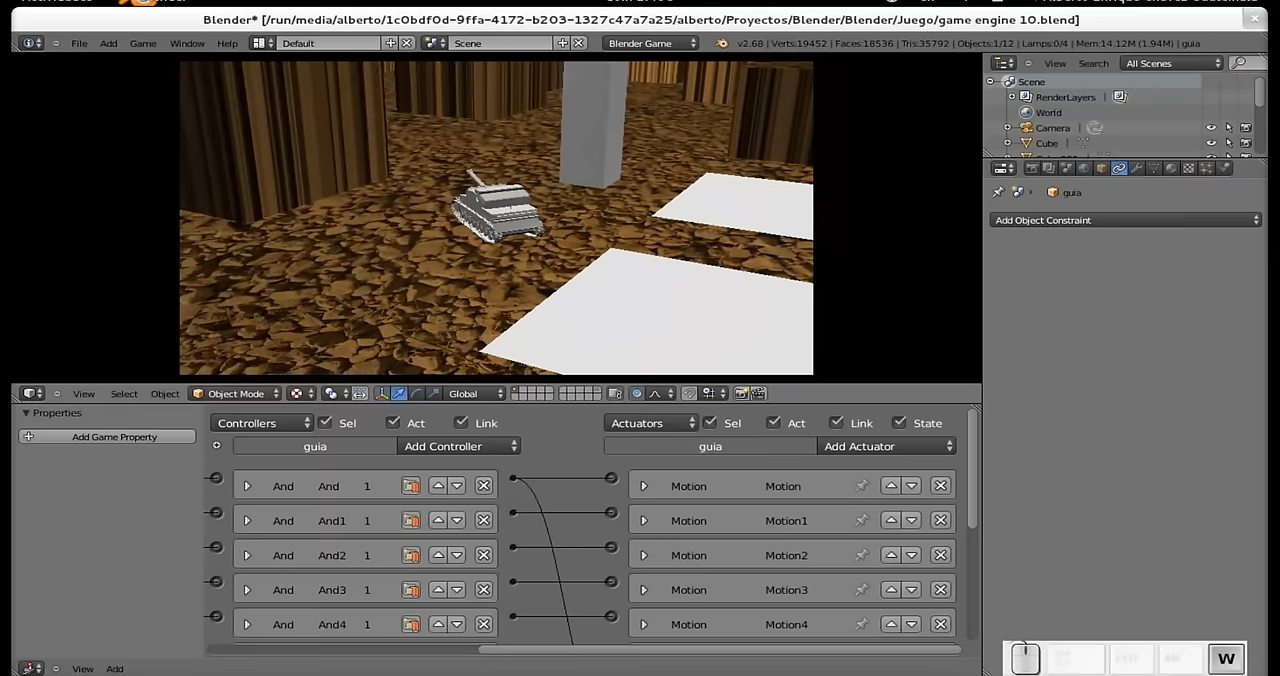 Blender* [/run/media/alberto/1c0bdf0d-9ffa-4172-b203-1327c47a7a25/alberto/Proyectos/Blender/Blender/Juego/game engine 10.blend]
File Add Game Window Help Default Scene Blender Game v2.68 | Verts:19452 | Faces:18536 | Tris:35792 | Objects:1/12 | Lamps:0/4 | Mem:14.12M (1.94M) | guia
View Search All Scenes
Scene
RenderLayers
World
Camera
Cube
guia
Add Object Constraint
View Select Object Object Mode Global
Properties
Add Game Property
Controllers Sel Act Link Actuators Sel Act Link State
guia Add Controller guia Add Actuator
And And 1 Motion Motion
And And1 1 Motion Motion1
And And2 1 Motion Motion2
And And3 1 Motion Motion3
And And4 1 Motion Motion4
View Add
W